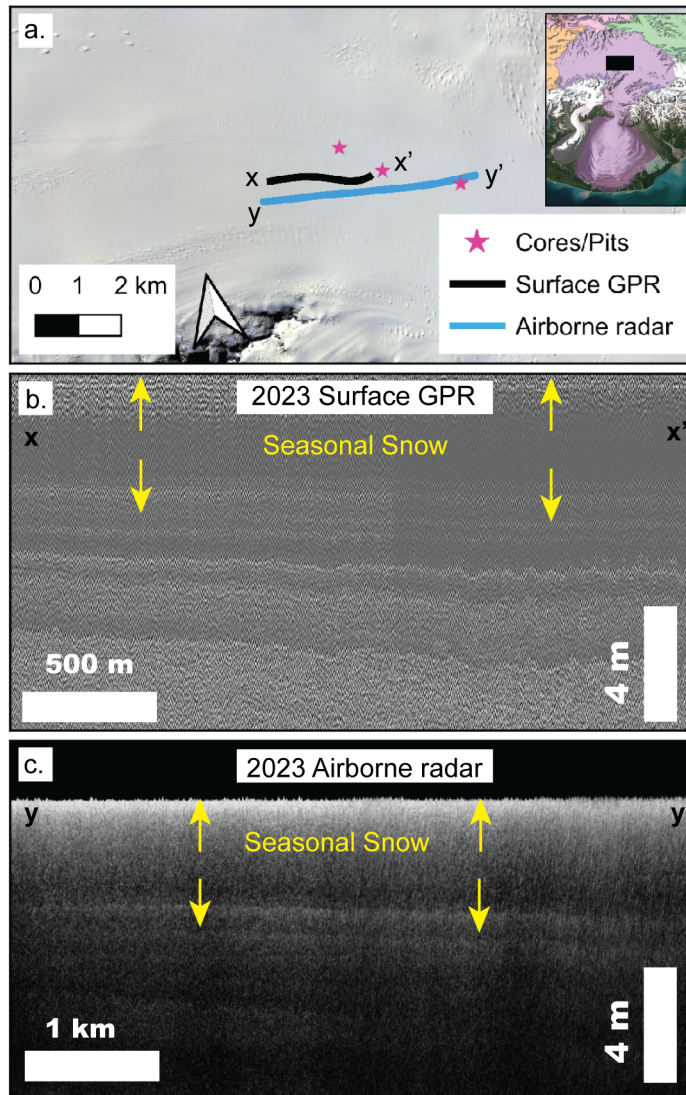 a.
x
x'
y
y'
Cores/Pits
Surface GPR
Airborne radar
0 1 2 km
b.
2023 Surface GPR
x
x'
Seasonal Snow
500 m
4 m
c.
2023 Airborne radar
y
y
Seasonal Snow
1 km
4 m